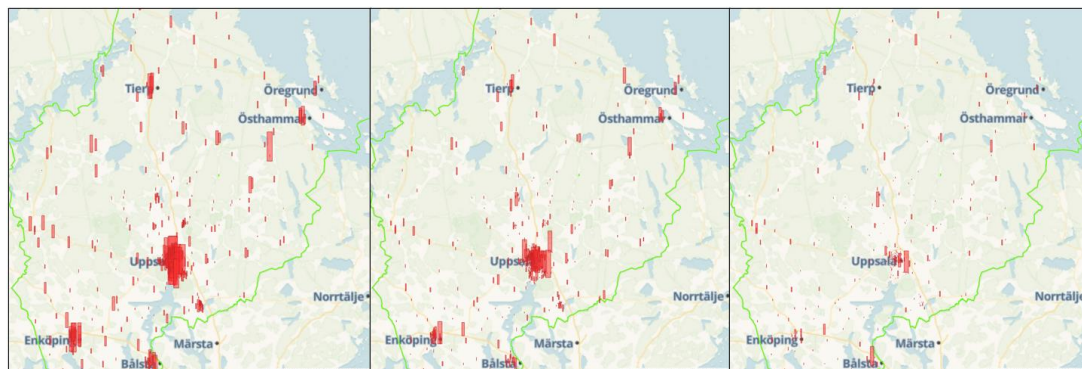 Tierp
Öregrund
Östhammar
Uppsala
Norrtälje
Enköping
Märsta
Bålsta
Tierp
Öregrund
Östhammar
Uppsala
Norrtälje
Enköping
Märsta
Bålsta
Tierp
Öregrund
Östhammar
Uppsala
Norrtälje
Enköping
Märsta
Bålsta